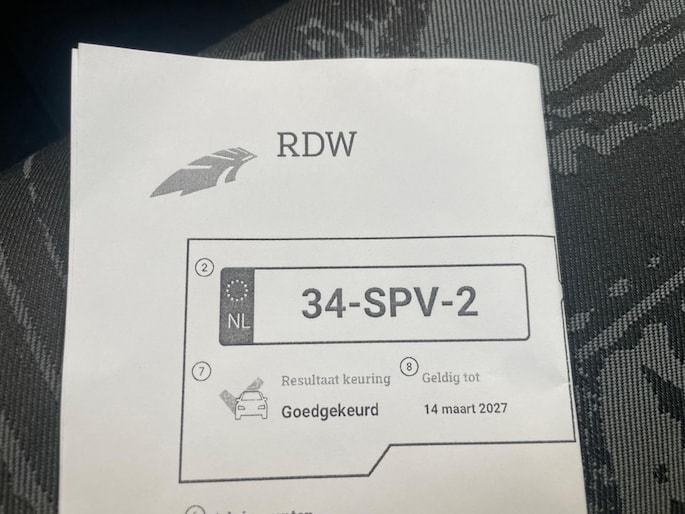 RDW
2
NL
34-SPV-2
7
Resultaat keuring
8
Geldig tot
Goedgekeurd
14 maart 2027